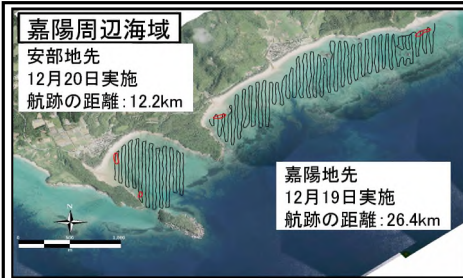 嘉陽周辺海域
安部地先
12月20日実施
航跡の距離:12.2km
嘉陽地先
12月19日実施
航跡の距離:26.4km
N